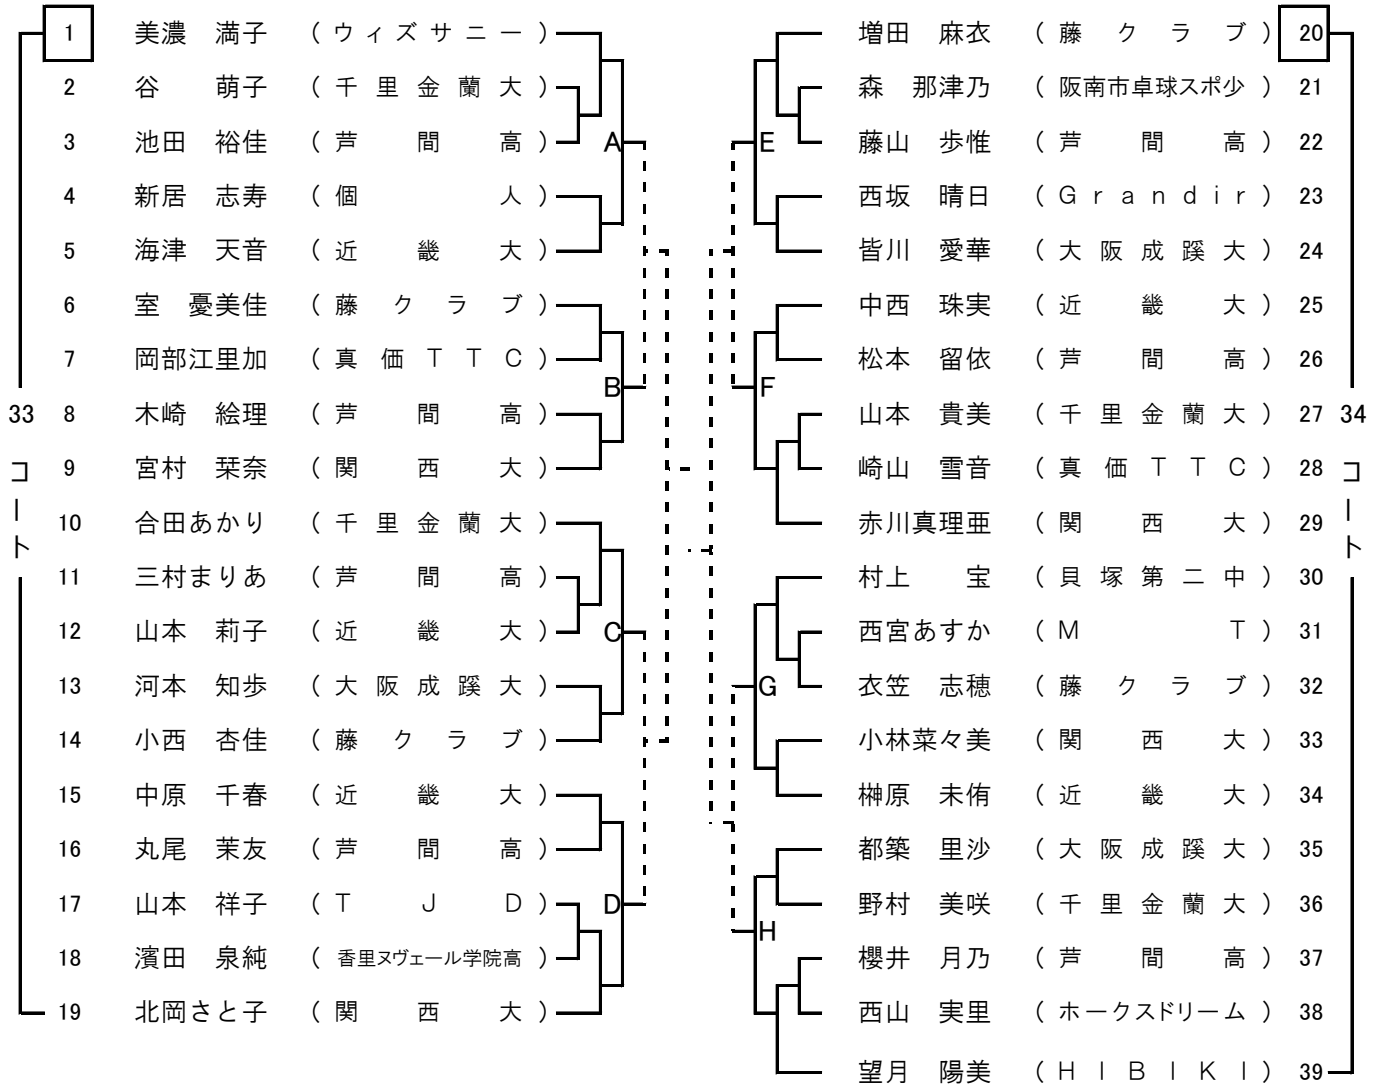 1 美濃 満子 (ウィズサニー)
2 谷 萌子 (千里金蘭大)
3 池田 裕佳 (芦間高)
A
4 新居 志寿 (個人)
5 海津 天音 (近畿大)
6 室 憂美佳 (藤クラブ)
7 岡部江里加 (真価TTC)
B
8 木崎 絵理 (芦間高)
9 宮村 栞奈 (関西大)
10 合田あかり (千里金蘭大)
11 三村まりあ (芦間高)
12 山本 莉子 (近畿大)
C
13 河本 知歩 (大阪成蹊大)
14 小西 杏佳 (藤クラブ)
15 中原 千春 (近畿大)
16 丸尾 茉友 (芦間高)
17 山本 祥子 (TJD)
D
18 濱田 泉純 (香里ヌヴェール学院高)
19 北岡さと子 (関西大)
33コート
増田 麻衣 (藤クラブ) 20
森 那津乃 (阪南市卓球スポ少) 21
E
藤山 歩惟 (芦間高) 22
西坂 晴日 (Grandir) 23
皆川 愛華 (大阪成蹊大) 24
中西 珠実 (近畿大) 25
松本 留依 (芦間高) 26
F
山本 貴美 (千里金蘭大) 27
崎山 雪音 (真価TTC) 28
赤川真理亜 (関西大) 29
村上 宝 (貝塚第二中) 30
西宮あすか (MT) 31
G
衣笠 志穂 (藤クラブ) 32
小林菜々美 (関西大) 33
榊原 未侑 (近畿大) 34
都築 里沙 (大阪成蹊大) 35
野村 美咲 (千里金蘭大) 36
H
櫻井 月乃 (芦間高) 37
西山 実里 (ホークスドリーム) 38
望月 陽美 (HIBIKI) 39
34コート